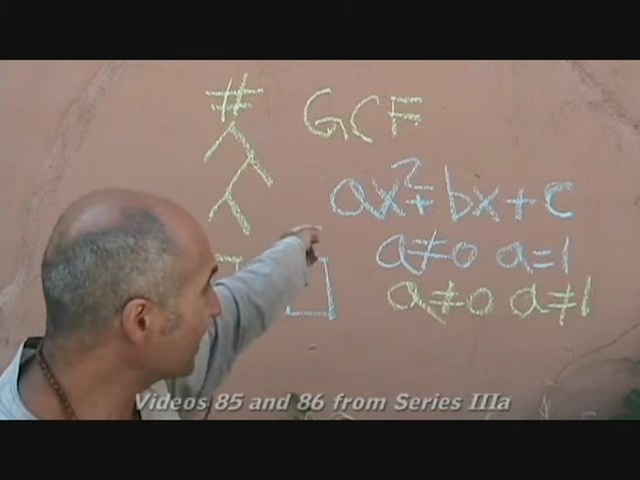 # GCF
ax²+bx+c
a≠0 a=1
a≠0 a≠1
Videos 85 and 86 from Series IIIa